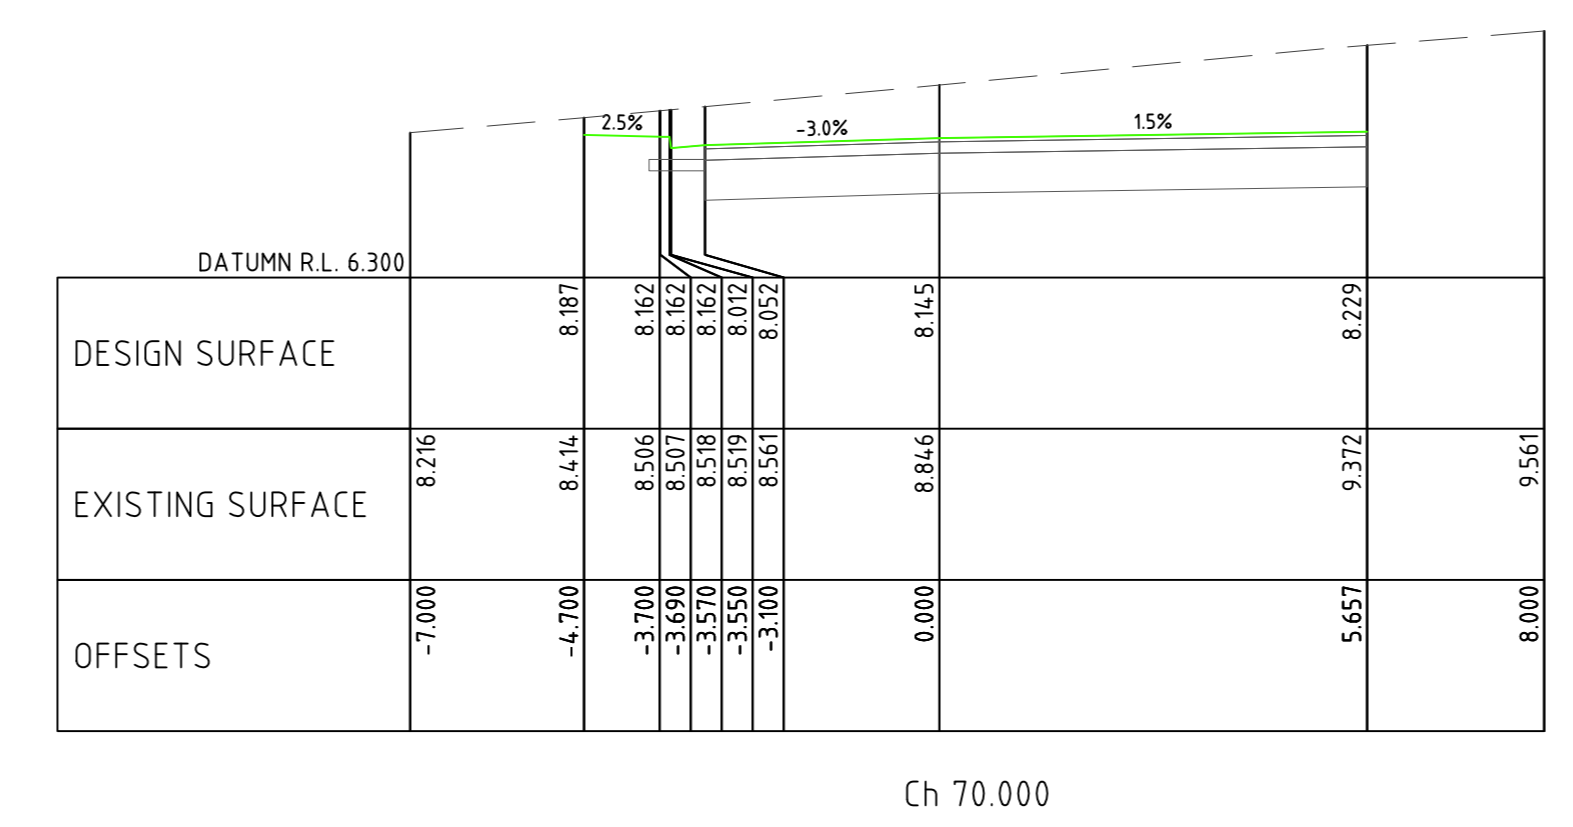 2.5%
-3.0%
1.5%
DATUMN R.L. 6.300
DESIGN SURFACE 8.187 8.162 8.162 8.162 8.012 8.052 8.145 8.229
EXISTING SURFACE 8.216 8.414 8.506 8.507 8.518 8.519 8.561 8.846 9.372 9.561
OFFSETS -7.000 -4.700 -3.700 -3.690 -3.570 -3.550 -3.100 0.000 5.657 8.000
Ch 70.000